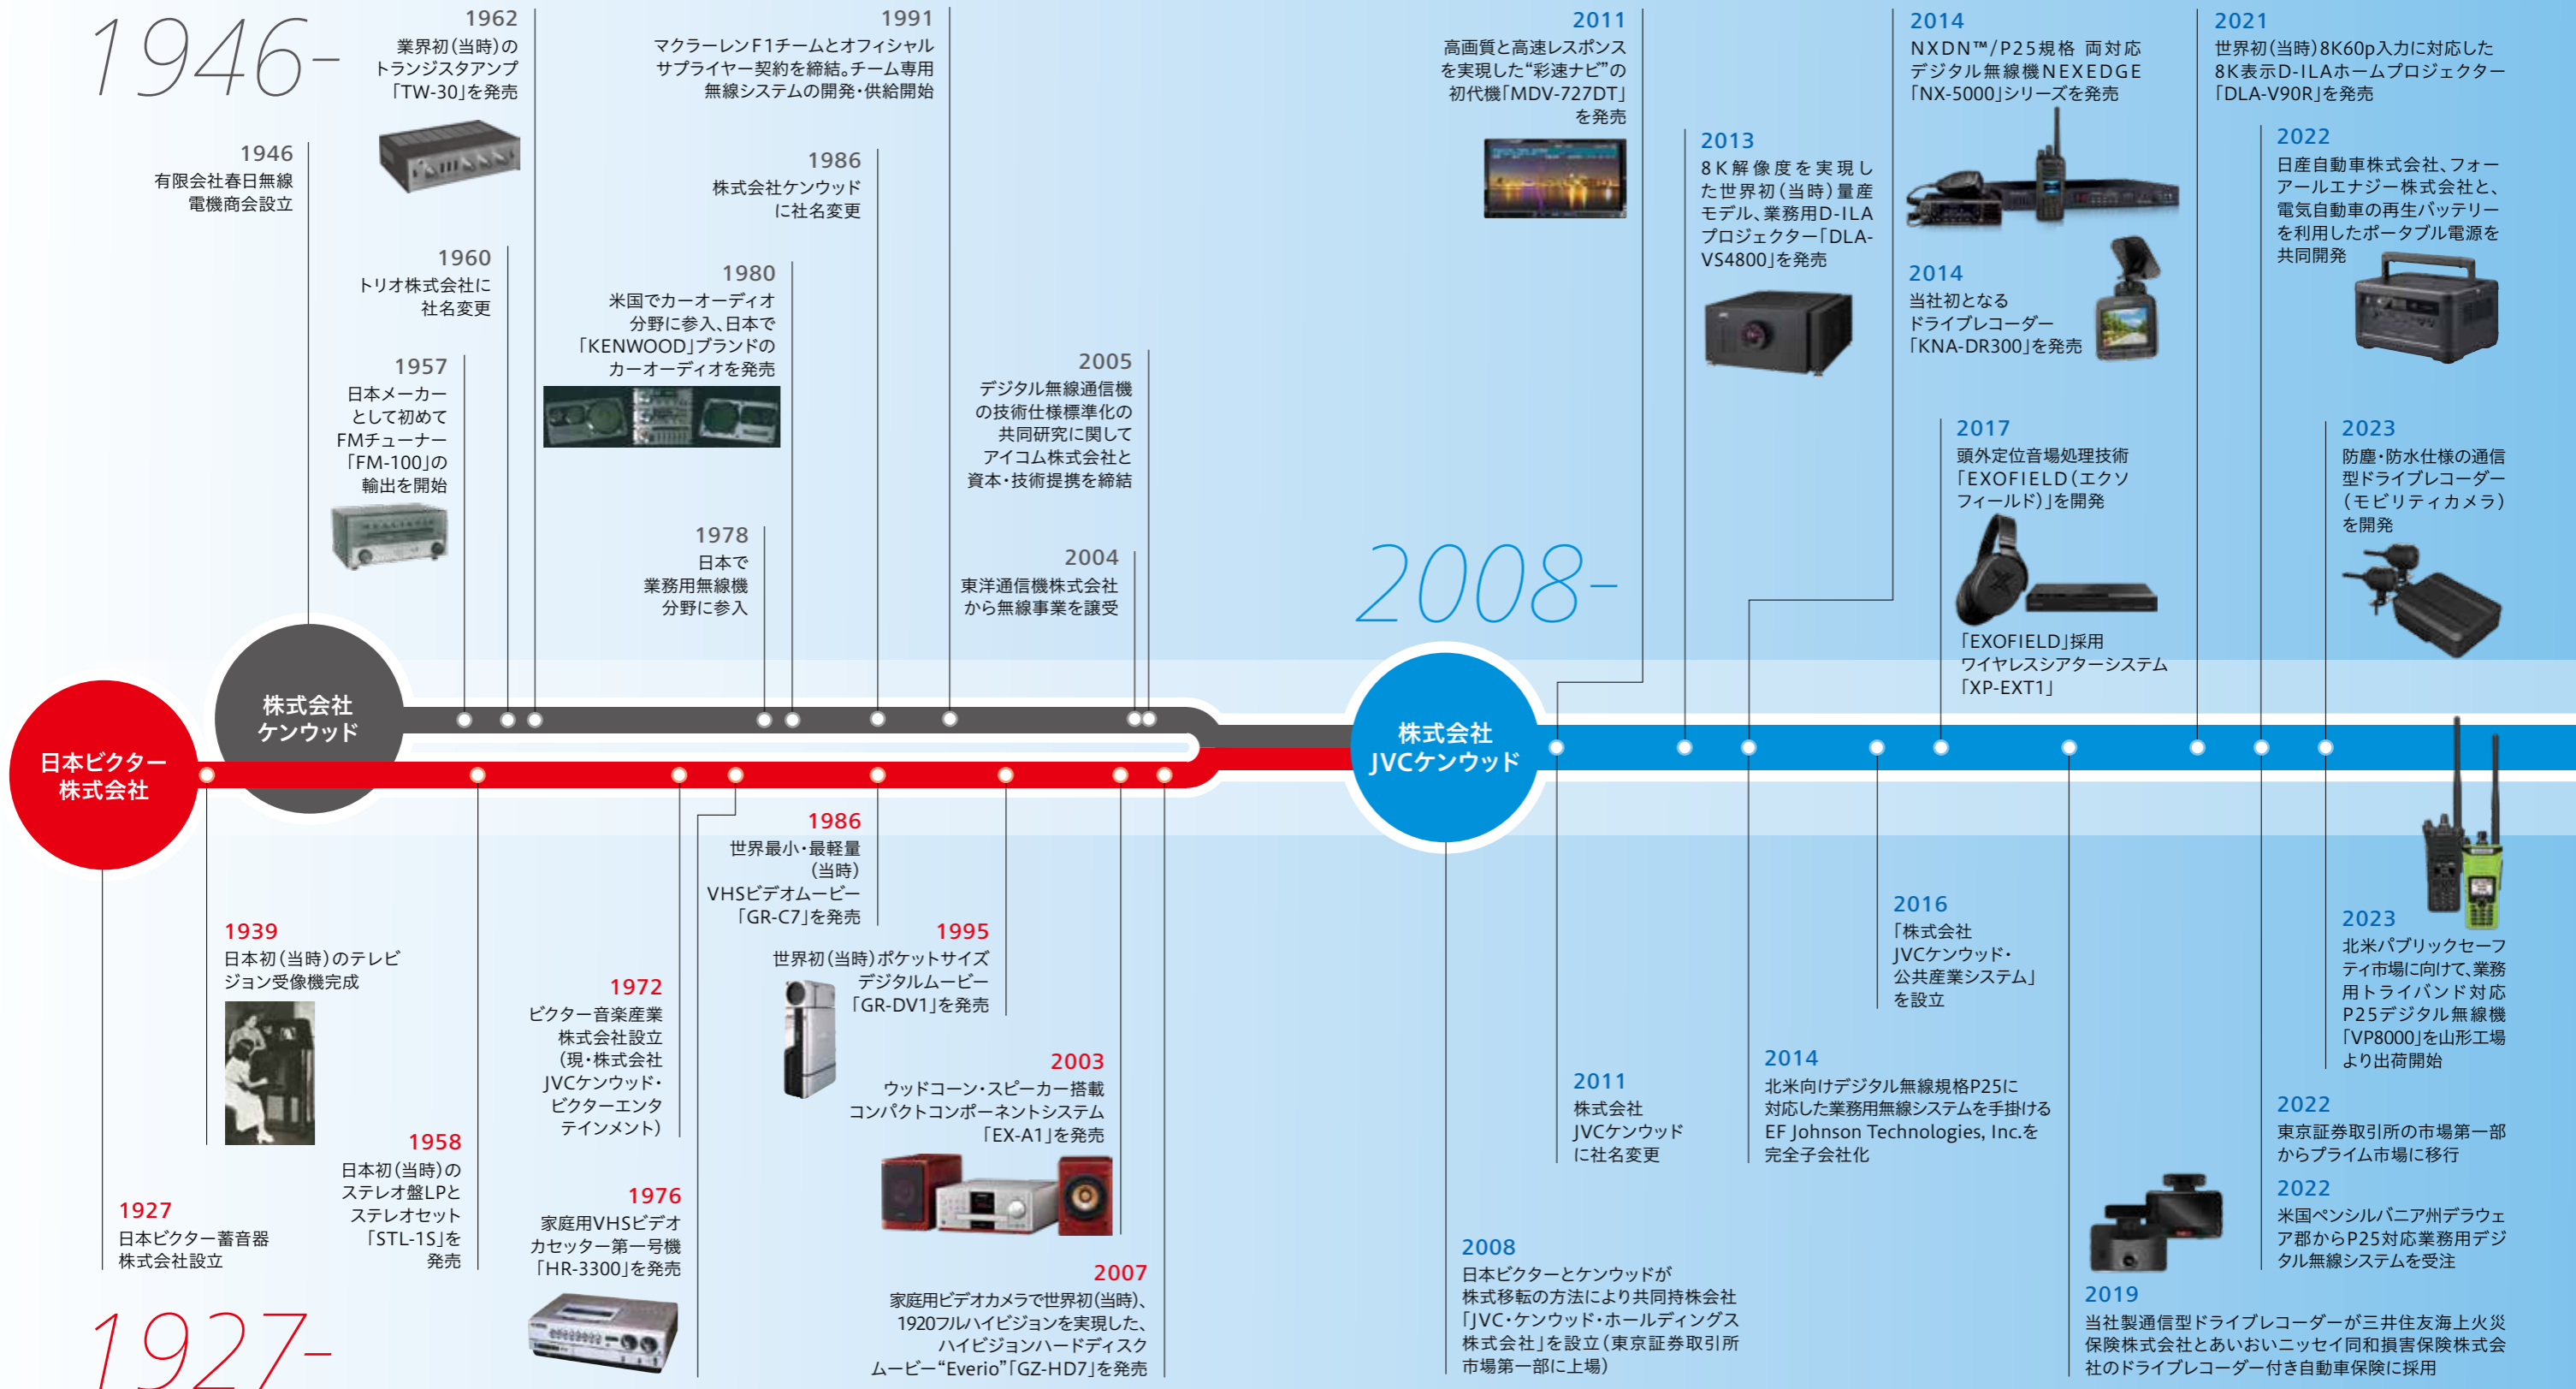 1946-
1946
有限会社春日無線
電機商会設立
1957
日本メーカー
として初めて
FMチューナー
「FM-100」の
輸出を開始
1960
トリオ株式会社に
社名変更
1962
業界初(当時)の
トランジスタアンプ
「TW-30」を発売
1978
日本で
業務用無線機
分野に参入
1980
米国でカーオーディオ
分野に参入、日本で
「KENWOOD」ブランドの
カーオーディオを発売
1986
株式会社ケンウッド
に社名変更
1991
マクラーレンF1チームとオフィシャル
サプライヤー契約を締結。チーム専用
無線システムの開発・供給開始
2004
東洋通信機株式会社
から無線事業を譲受
2005
デジタル無線通信機
の技術仕様標準化の
共同研究に関して
アイコム株式会社と
資本・技術提携を締結
株式会社
ケンウッド
日本ビクター
株式会社
1927-
1927
日本ビクター蓄音器
株式会社設立
1939
日本初(当時)のテレビ
ジョン受像機完成
1958
日本初(当時)の
ステレオ盤LPと
ステレオセット
「STL-1S」を
発売
1972
ビクター音楽産業
株式会社設立
(現・株式会社
JVCケンウッド・
ビクターエンタ
テインメント)
1976
家庭用VHSビデオ
カセッター第一号機
「HR-3300」を発売
1986
世界最小・最軽量
(当時)
VHSビデオムービー
「GR-C7」を発売
1995
世界初(当時)ポケットサイズ
デジタルムービー
「GR-DV1」を発売
2003
ウッドコーン・スピーカー搭載
コンパクトコンポーネントシステム
「EX-A1」を発売
2007
家庭用ビデオカメラで世界初(当時)、
1920フルハイビジョンを実現した、
ハイビジョンハードディスク
ムービー“Everio”「GZ-HD7」を発売
2008-
株式会社
JVCケンウッド
2008
日本ビクターとケンウッドが
株式移転の方法により共同持株会社
「JVC・ケンウッド・ホールディングス
株式会社」を設立(東京証券取引所
市場第一部に上場)
2011
高画質と高速レスポンス
を実現した“彩速ナビ”の
初代機「MDV-727DT」
を発売
2011
株式会社
JVCケンウッド
に社名変更
2013
8K解像度を実現し
た世界初(当時)量産
モデル、業務用D-ILA
プロジェクター「DLA-
VS4800」を発売
2014
NXDN™/P25規格 両対応
デジタル無線機NEXEDGE
「NX-5000」シリーズを発売
2014
当社初となる
ドライブレコーダー
「KNA-DR300」を発売
2014
北米向けデジタル無線規格P25に
対応した業務用無線システムを手掛ける
EF Johnson Technologies, Inc.を
完全子会社化
2016
「株式会社
JVCケンウッド・
公共産業システム」
を設立
2017
頭外定位音場処理技術
「EXOFIELD(エクソ
フィールド)」を開発
「EXOFIELD」採用
ワイヤレスシアターシステム
「XP-EXT1」
2019
当社製通信型ドライブレコーダーが三井住友海上火災
保険株式会社とあいおいニッセイ同和損害保険株式会
社のドライブレコーダー付き自動車保険に採用
2021
世界初(当時)8K60p入力に対応した
8K表示D-ILAホームプロジェクター
「DLA-V90R」を発売
2022
日産自動車株式会社、フォー
アールエナジー株式会社と、
電気自動車の再生バッテリー
を利用したポータブル電源を
共同開発
2022
東京証券取引所の市場第一部
からプライム市場に移行
2022
米国ペンシルバニア州デラウェ
ア郡からP25対応業務用デジ
タル無線システムを受注
2023
防塵・防水仕様の通信
型ドライブレコーダー
(モビリティカメラ)
を開発
2023
北米パブリックセーフ
ティ市場に向けて、業務
用トライバンド対応
P25デジタル無線機
「VP8000」を山形工場
より出荷開始